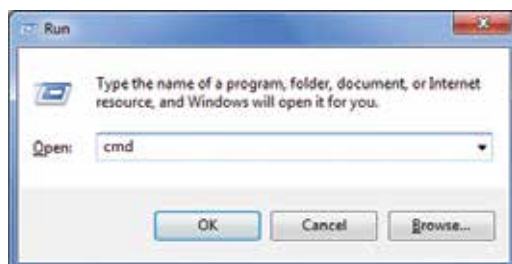 Run
Type the name of a program, folder, document, or Internet
resource, and Windows will open it for you.
Open: cmd
OK Cancel Browse...